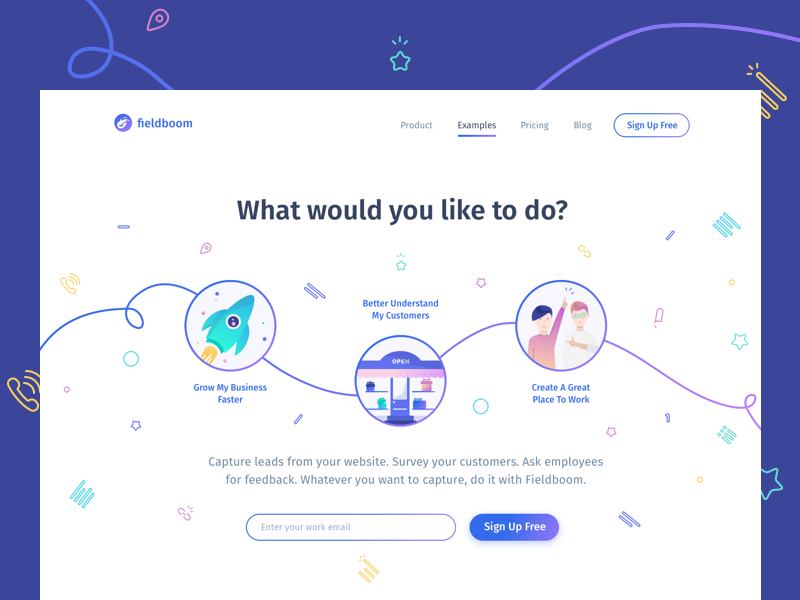 fieldboom
Product
Examples
Pricing
Blog
Sign Up Free
What would you like to do?
Better Understand
My Customers
OPEN
Grow My Business
Faster
Create A Great
Place To Work
Capture leads from your website. Survey your customers. Ask employees
for feedback. Whatever you want to capture, do it with Fieldboom.
Enter your work email
Sign Up Free